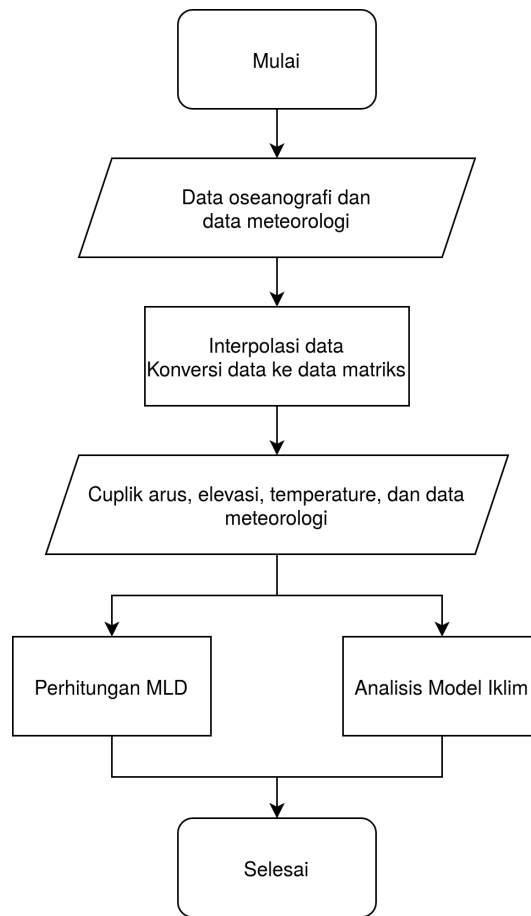 Mulai
Data oseanografi dan
data meteorologi
Interpolasi data
Konversi data ke data matriks
Cuplik arus, elevasi, temperature, dan data
meteorologi
Perhitungan MLD
Analisis Model Iklim
Selesai